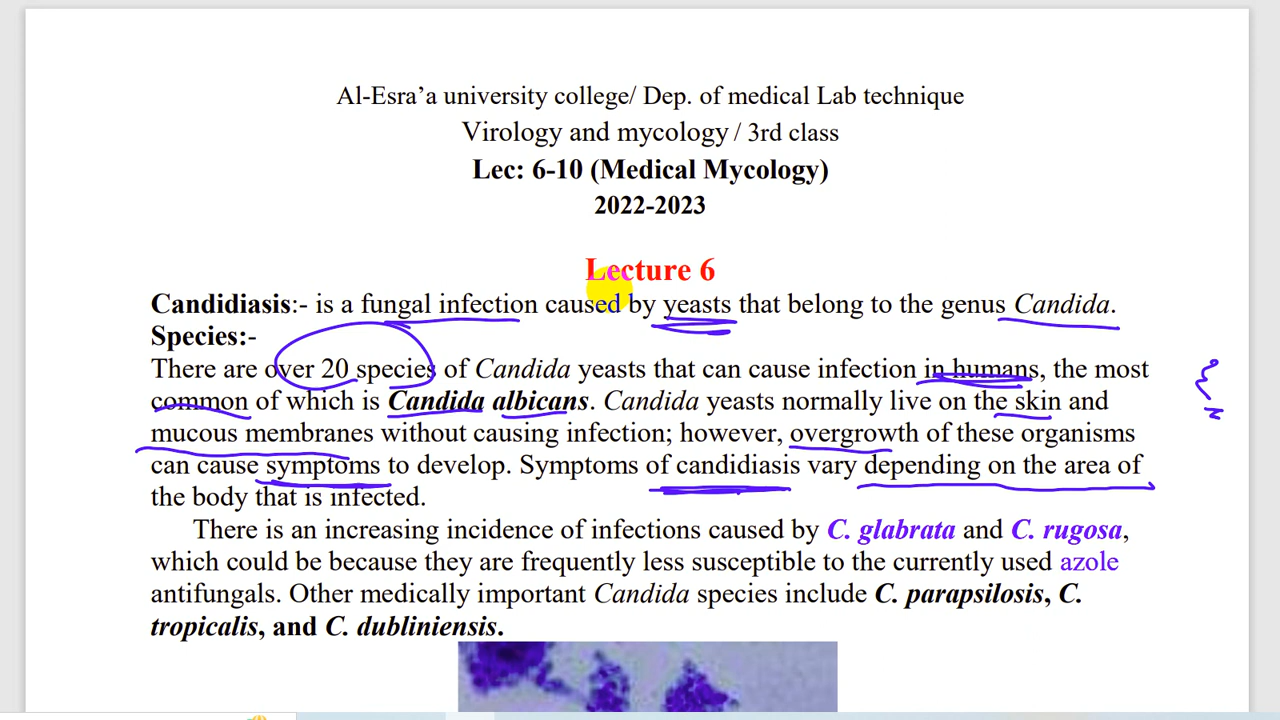 Al-Esra’a university college/ Dep. of medical Lab technique
Virology and mycology / 3rd class
Lec: 6-10 (Medical Mycology)
2022-2023
Lecture 6
Candidiasis:- is a fungal infection caused by yeasts that belong to the genus Candida.
Species:-
There are over 20 species of Candida yeasts that can cause infection in humans, the most
common of which is Candida albicans. Candida yeasts normally live on the skin and
mucous membranes without causing infection; however, overgrowth of these organisms
can cause symptoms to develop. Symptoms of candidiasis vary depending on the area of
the body that is infected.
There is an increasing incidence of infections caused by C. glabrata and C. rugosa,
which could be because they are frequently less susceptible to the currently used azole
antifungals. Other medically important Candida species include C. parapsilosis, C.
tropicalis, and C. dubliniensis.